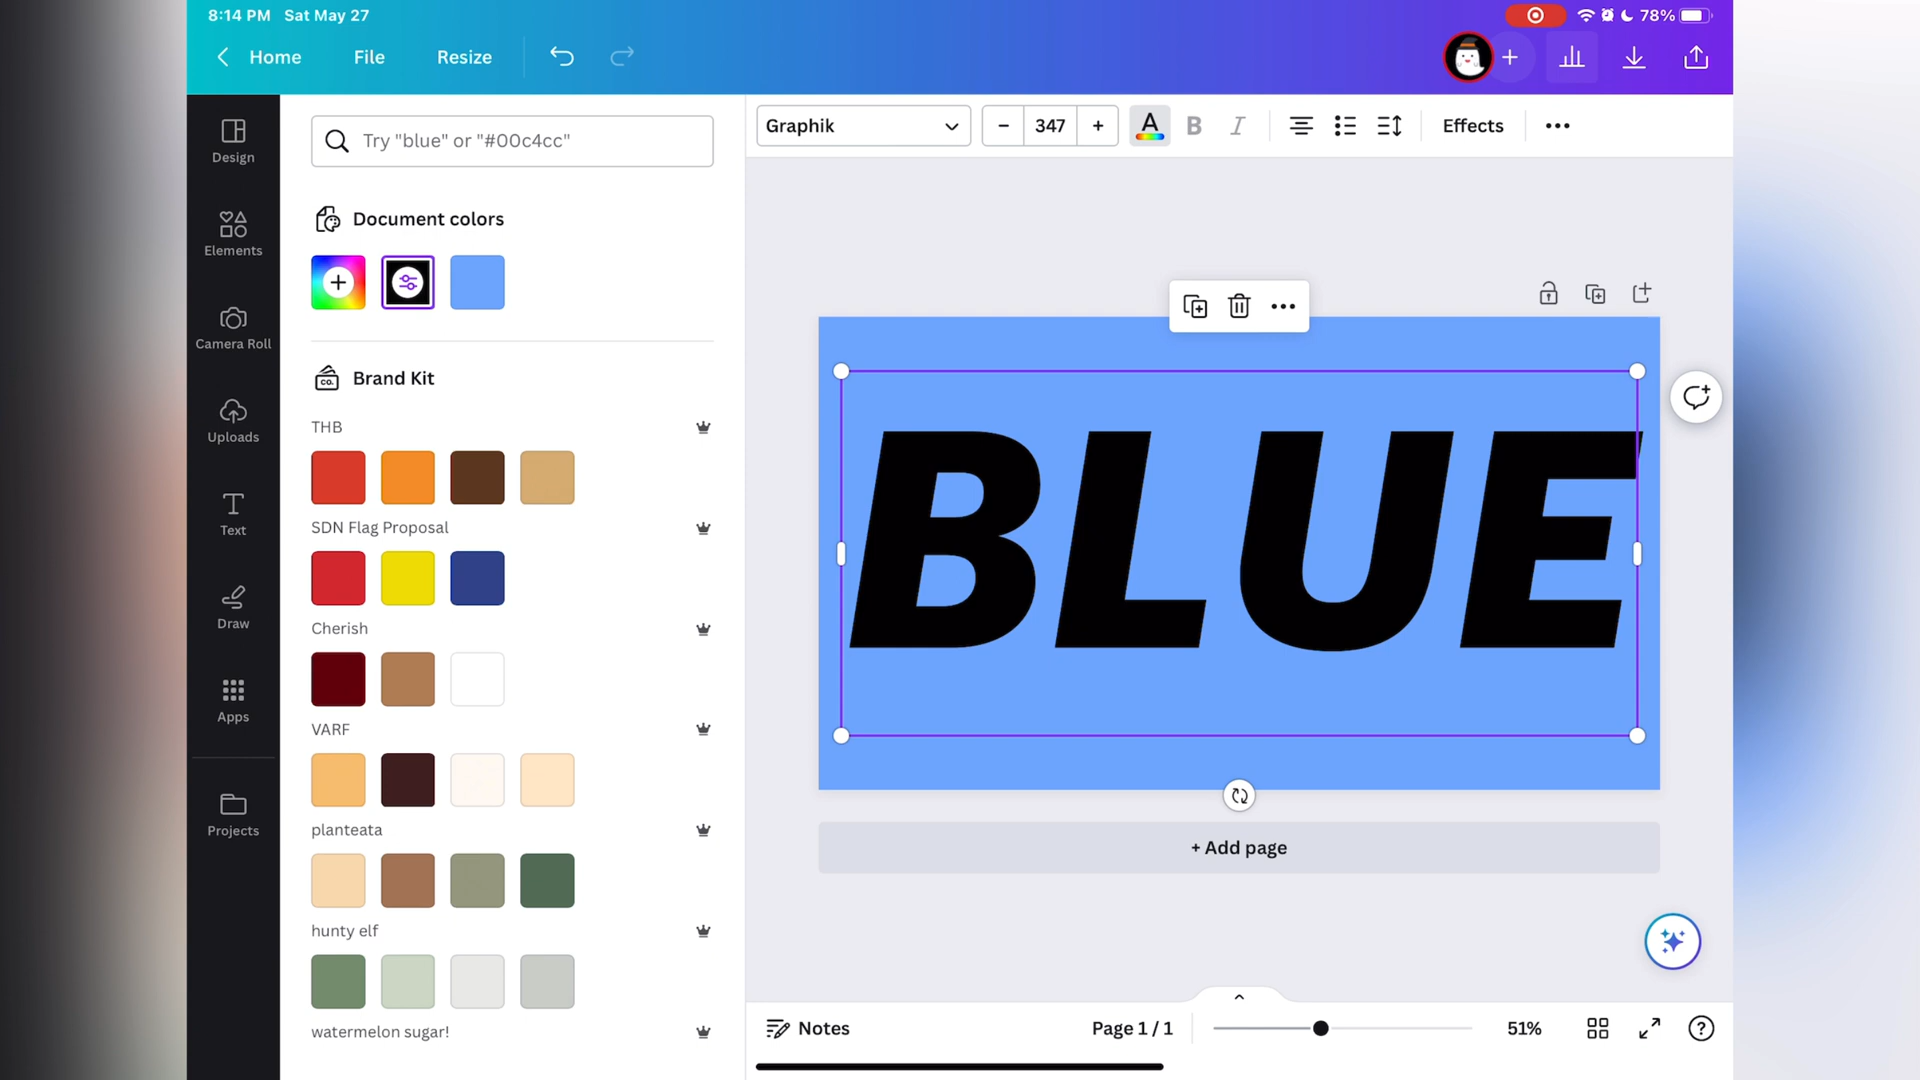 8:14 PM Sat May 27
78%
Home File Resize
Design
Elements
Camera Roll
Uploads
Text
Draw
Apps
Projects
Try "blue" or "#00c4cc"
Document colors
CO.
Brand Kit
THB
SDN Flag Proposal
Cherish
VARF
planteata
hunty elf
watermelon sugar!
Graphik
− 347 +
A B I
Effects
BLUE
+ Add page
Notes
Page 1 / 1
51%
?